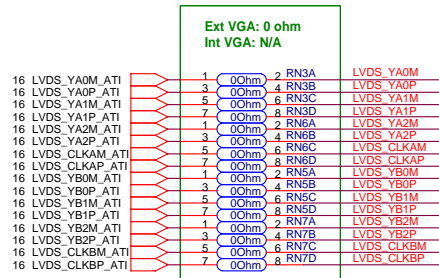 Ext VGA: 0 ohm
Int VGA: N/A
16 LVDS_YA0M_ATI 1 0Ohm 2 RN3A LVDS_YA0M
16 LVDS_YA0P_ATI 3 0Ohm 4 RN3B LVDS_YA0P
16 LVDS_YA1M_ATI 5 0Ohm 6 RN3C LVDS_YA1M
16 LVDS_YA1P_ATI 7 0Ohm 8 RN3D LVDS_YA1P
16 LVDS_YA2M_ATI 1 0Ohm 2 RN6A LVDS_YA2M
16 LVDS_YA2P_ATI 3 0Ohm 4 RN6B LVDS_YA2P
16 LVDS_CLKAM_ATI 5 0Ohm 6 RN6C LVDS_CLKAM
16 LVDS_CLKAP_ATI 7 0Ohm 8 RN6D LVDS_CLKAP
16 LVDS_YB0M_ATI 1 0Ohm 2 RN5A LVDS_YB0M
16 LVDS_YB0P_ATI 3 0Ohm 4 RN5B LVDS_YB0P
16 LVDS_YB1M_ATI 5 0Ohm 6 RN5C LVDS_YB1M
16 LVDS_YB1P_ATI 7 0Ohm 8 RN5D LVDS_YB1P
16 LVDS_YB2M_ATI 1 0Ohm 2 RN7A LVDS_YB2M
16 LVDS_YB2P_ATI 3 0Ohm 4 RN7B LVDS_YB2P
16 LVDS_CLKBM_ATI 5 0Ohm 6 RN7C LVDS_CLKBM
16 LVDS_CLKBP_ATI 7 0Ohm 8 RN7D LVDS_CLKBP